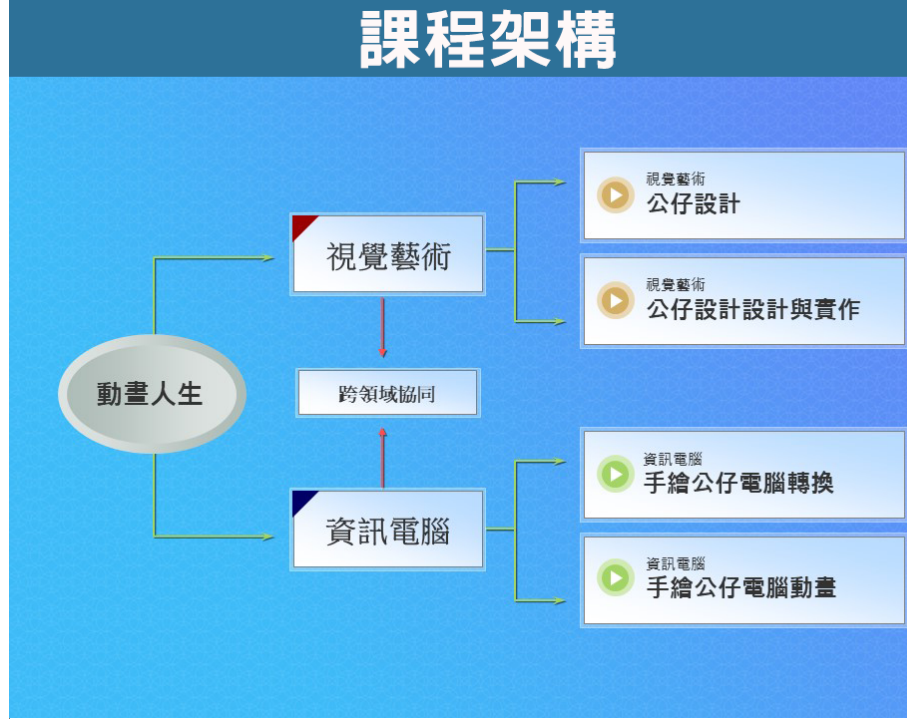 課程架構
動畫人生
視覺藝術
跨領域協同
資訊電腦
視覺藝術
公仔設計
視覺藝術
公仔設計設計與實作
資訊電腦
手繪公仔電腦轉換
資訊電腦
手繪公仔電腦動畫